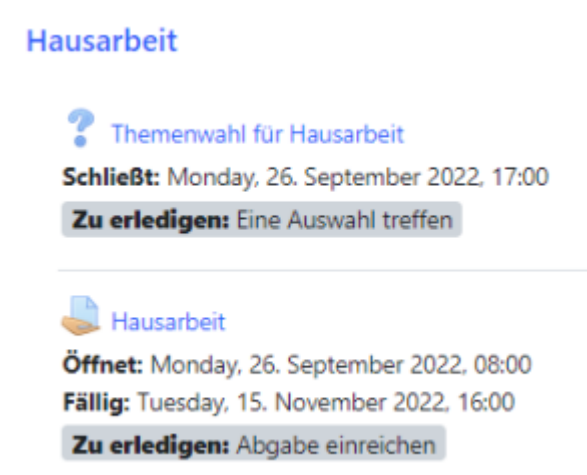 Hausarbeit
Themenwahl für Hausarbeit
Schließt: Monday, 26. September 2022, 17:00
Zu erledigen: Eine Auswahl treffen
Hausarbeit
Öffnet: Monday, 26. September 2022, 08:00
Fällig: Tuesday, 15. November 2022, 16:00
Zu erledigen: Abgabe einreichen